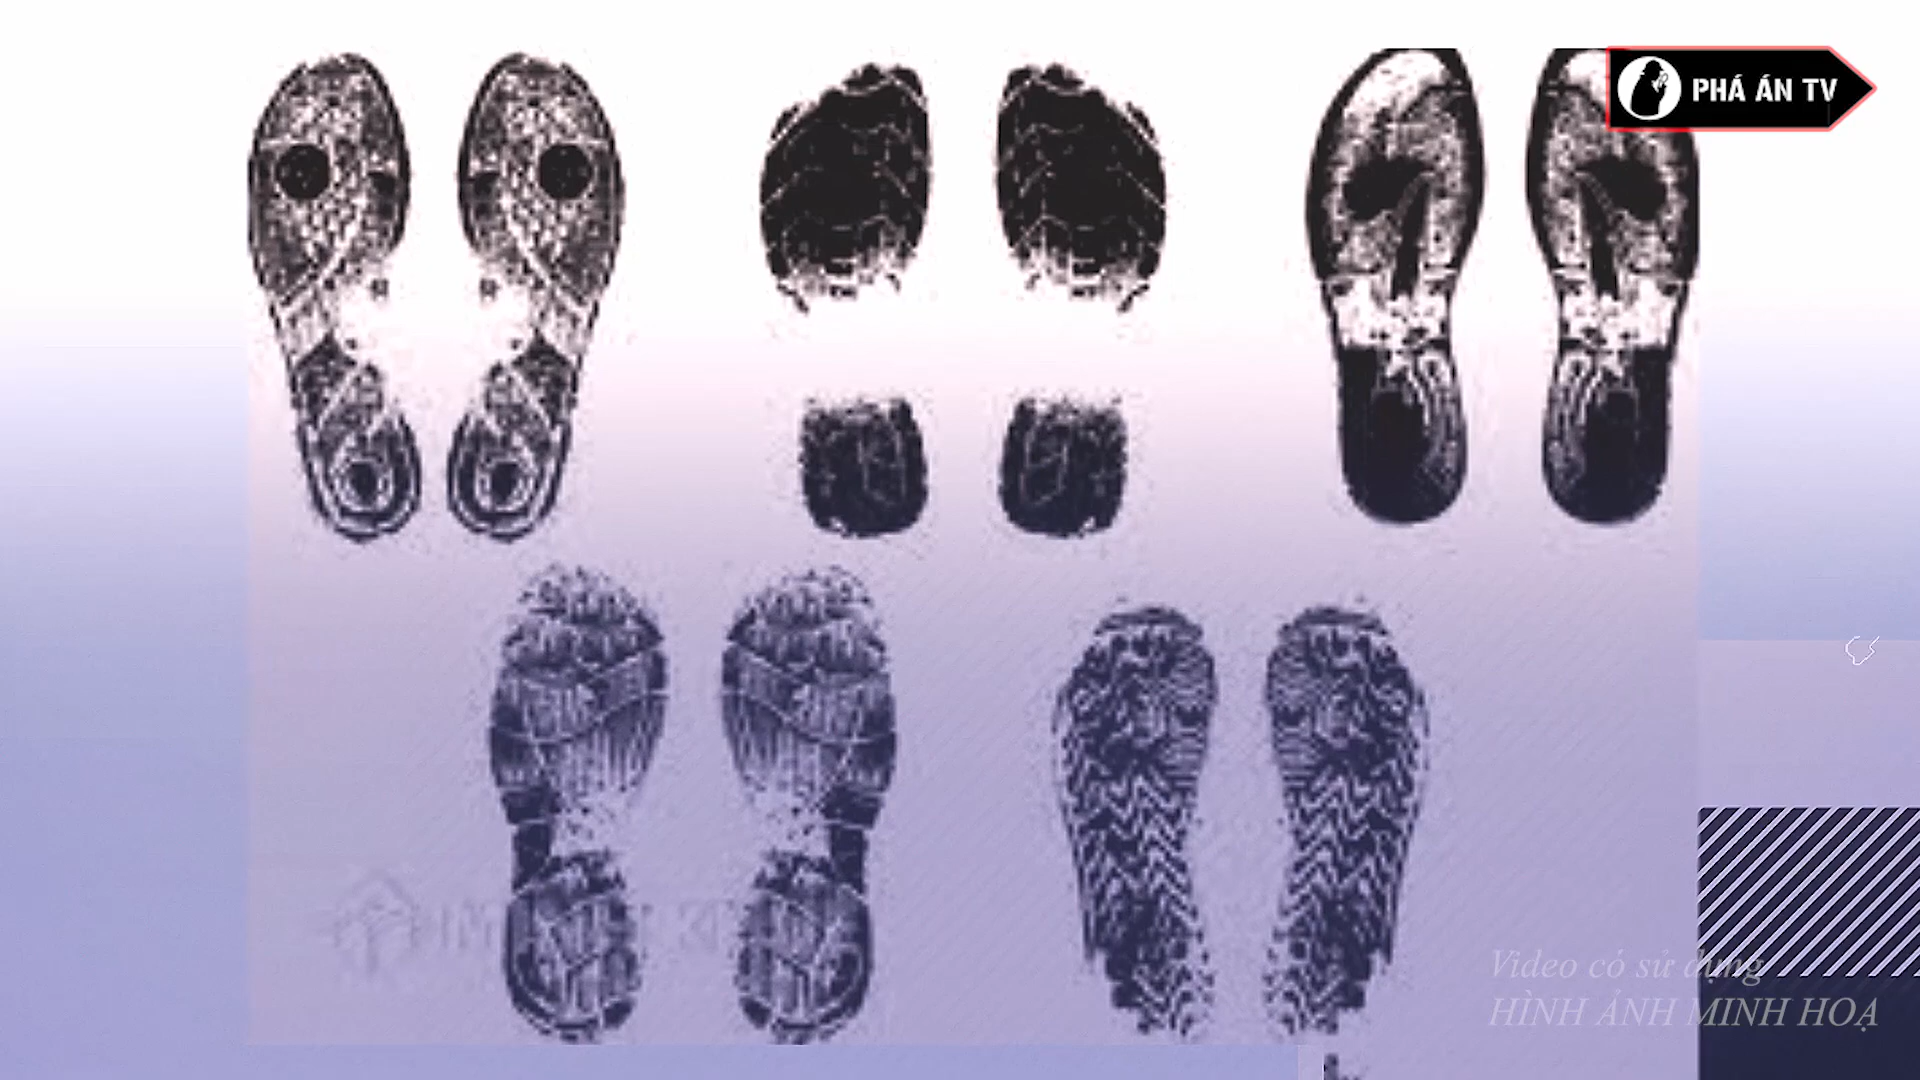 PHÁ ÁN TV
Video có sử dụng
HÌNH ẢNH MINH HOẠ